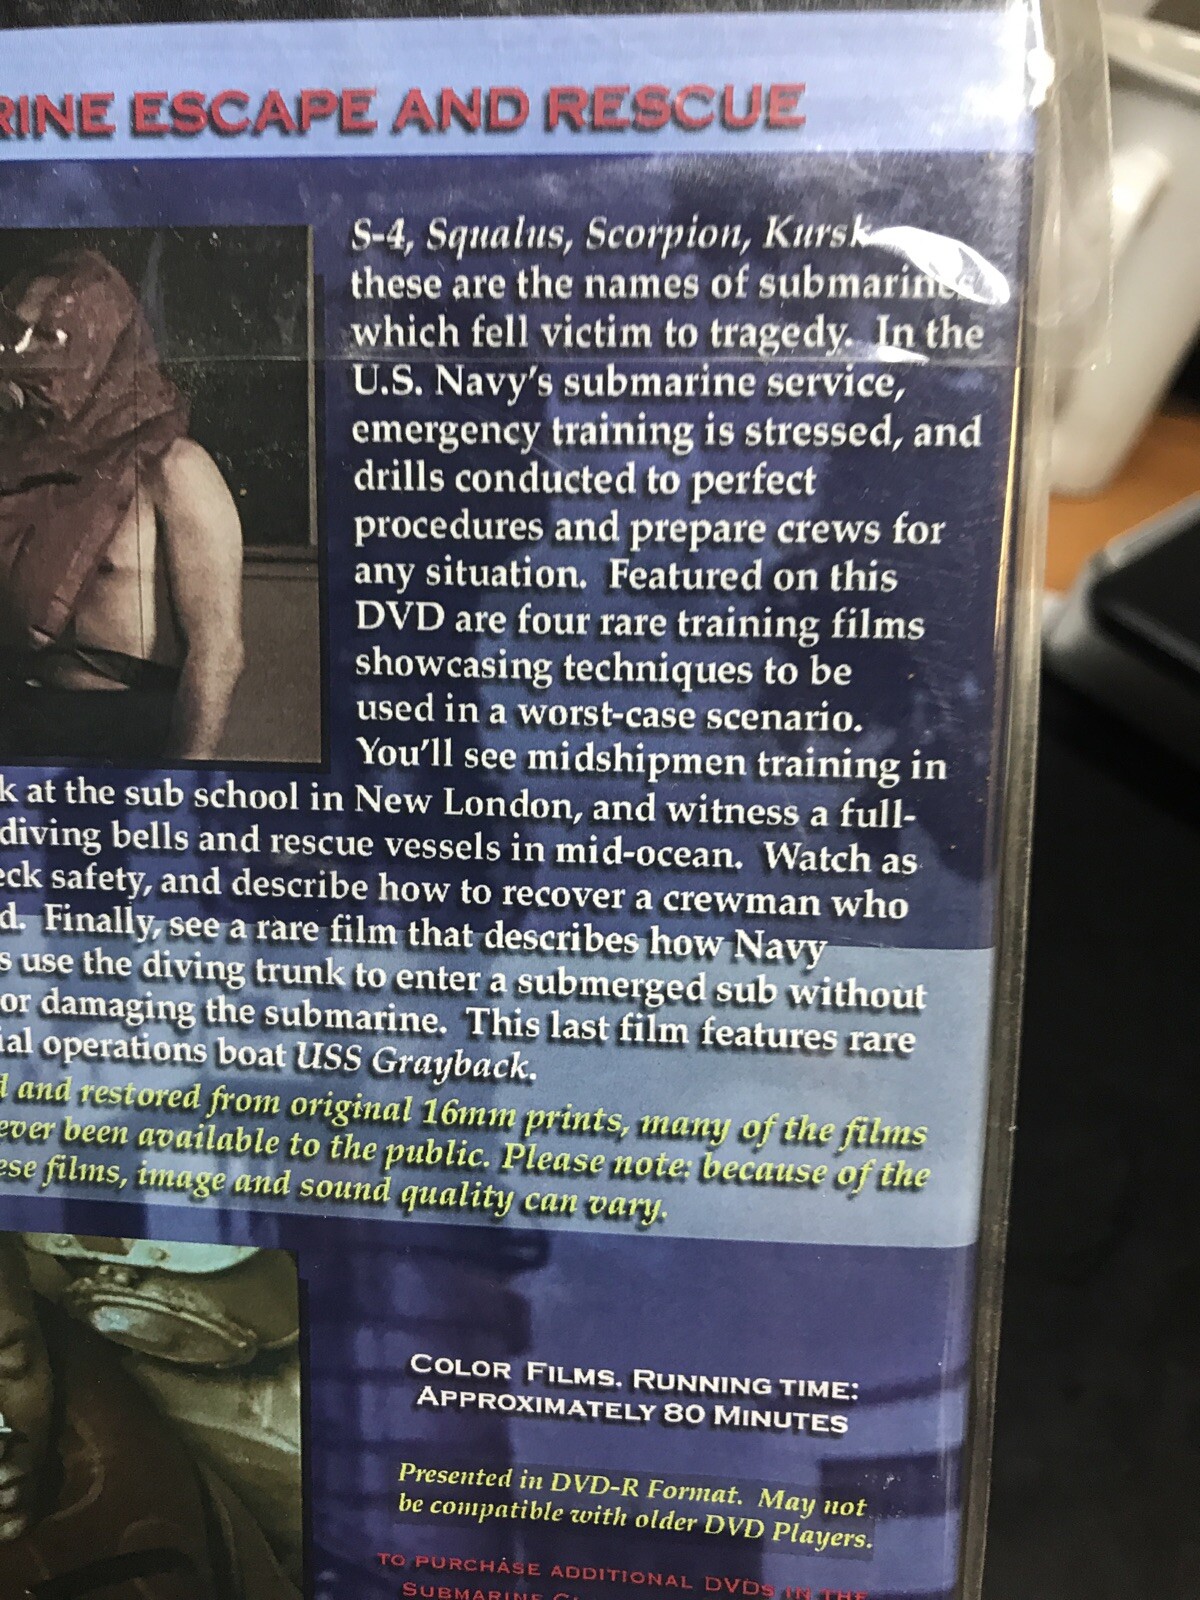 RINE ESCAPE AND RESCUE
S-4, Squalus, Scorpion, Kursk
these are the names of submarines
which fell victim to tragedy. In the
U.S. Navy's submarine service,
emergency training is stressed, and
drills conducted to perfect
procedures and prepare crews for
any situation. Featured on this
DVD are four rare training films
showcasing techniques to be
used in a worst-case scenario.
You'll see midshipmen training in
k at the sub school in New London, and witness a full-
diving bells and rescue vessels in mid-ocean. Watch as
eck safety, and describe how to recover a crewman who
d. Finally, see a rare film that describes how Navy
s use the diving trunk to enter a submerged sub without
or damaging the submarine. This last film features rare
ial operations boat USS Grayback.
d and restored from original 16mm prints, many of the films
ever been available to the public. Please note: because of the
ese films, image and sound quality can vary.
COLOR FILMS. RUNNING TIME:
APPROXIMATELY 80 MINUTES
Presented in DVD-R Format. May not
be compatible with older DVD Players.
TO PURCHASE ADDITIONAL DVDS IN THE
SUBMARINE